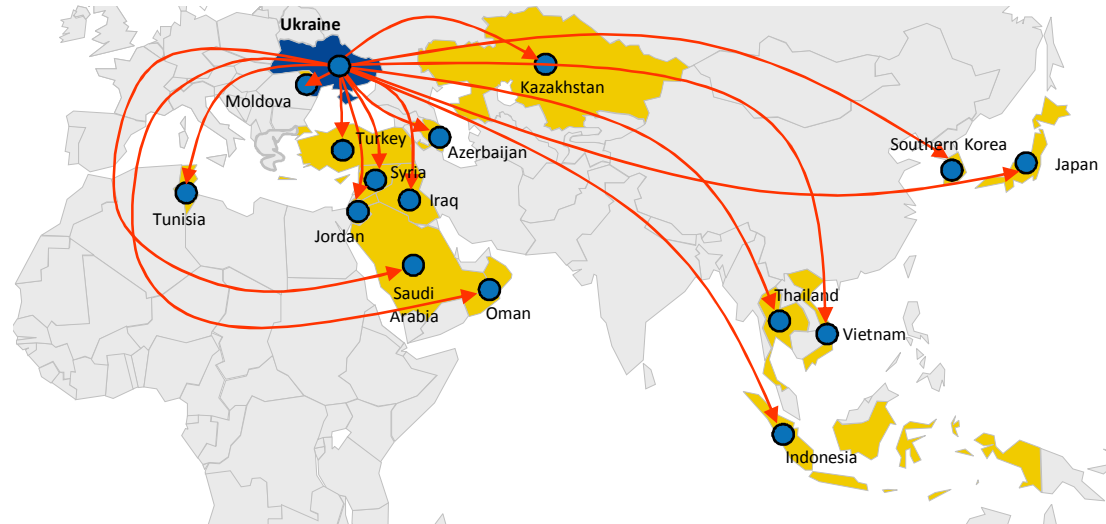 Ukraine
Moldova
Kazakhstan
Turkey
Azerbaijan
Southern Korea
Japan
Syria
Iraq
Tunisia
Jordan
Saudi
Arabia
Oman
Thailand
Vietnam
Indonesia